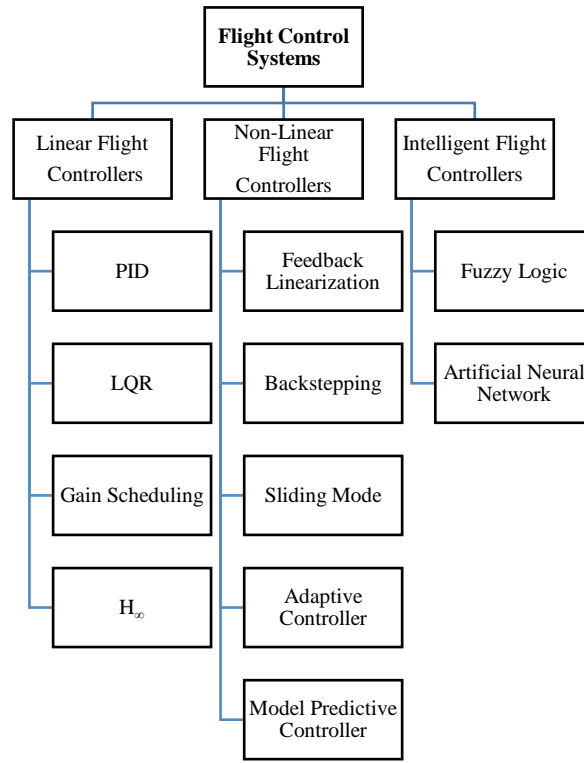 Flight Control
Systems
Linear Flight
Controllers
Non-Linear
Flight
Controllers
Intelligent Flight
Controllers
PID
LQR
Gain Scheduling
H∞
Feedback
Linearization
Backstepping
Sliding Mode
Adaptive
Controller
Model Predictive
Controller
Fuzzy Logic
Artificial Neural
Network